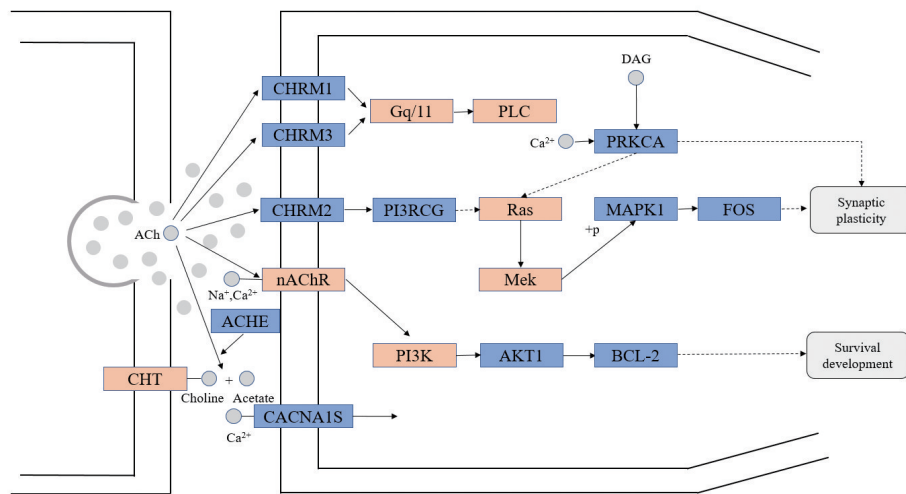 DAG
CHRM1
Gq/11
PLC
CHRM3
Ca²⁺
PRKCA
CHRM2
PI3RCG
Ras
MAPK1
FOS
Synaptic
plasticity
ACh
+p
nAChR
Mek
Na⁺,Ca²⁺
ACHE
PI3K
AKT1
BCL-2
Survival
development
CHT
+
Choline
Acetate
CACNA1S
Ca²⁺